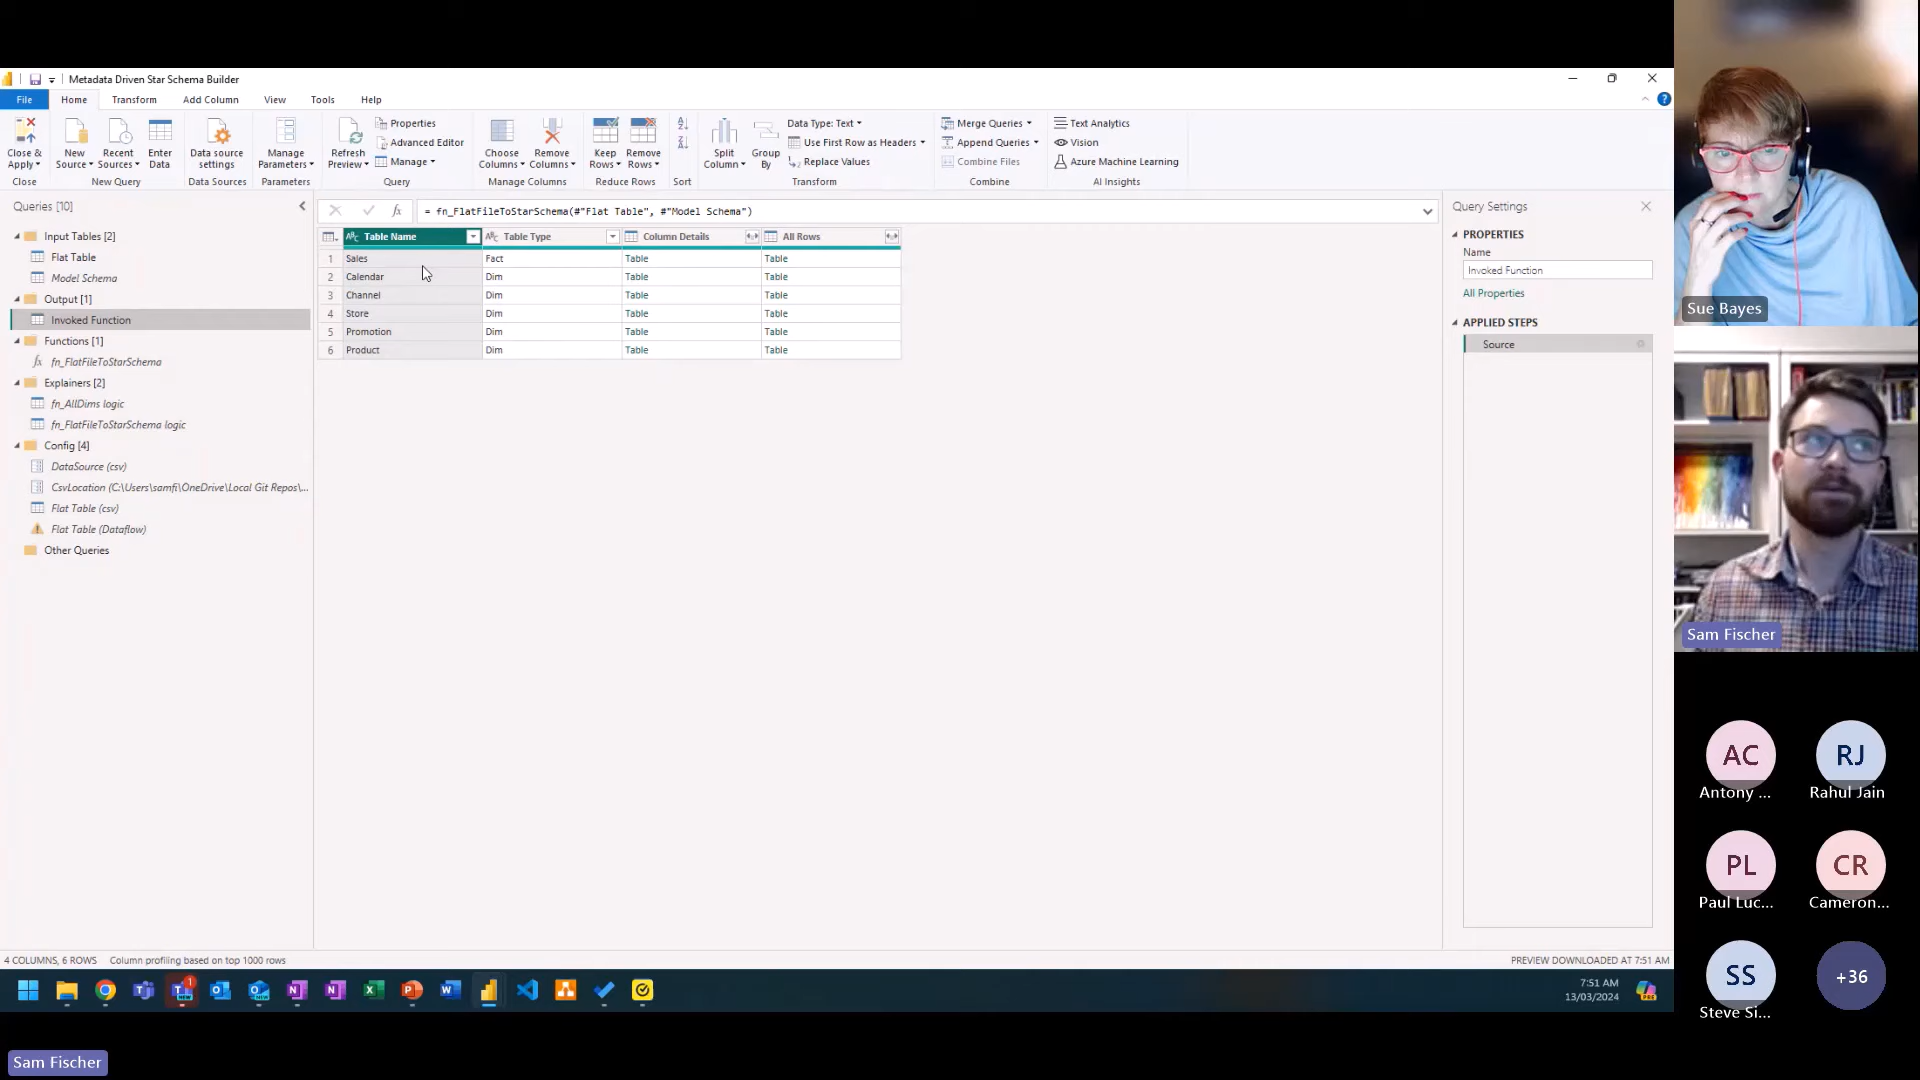 Metadata Driven Star Schema Builder
File Home Transform Add Column View Tools Help
Close & Apply
Close
New Source
Recent Sources
Enter Data
New Query
Data source settings
Data Sources
Manage Parameters
Parameters
Refresh Preview
Properties
Advanced Editor
Manage
Query
Choose Columns
Remove Columns
Manage Columns
Keep Rows
Remove Rows
Reduce Rows
Sort
Split Column
Group By
Data Type: Text
Use First Row as Headers
Replace Values
Transform
Merge Queries
Append Queries
Combine Files
Combine
Text Analytics
Vision
Azure Machine Learning
AI Insights
Queries [10]
Input Tables [2]
Flat Table
Model Schema
Output [1]
Invoked Function
Functions [1]
fn_FlatFileToStarSchema
Explainers [2]
fn_AllDims logic
fn_FlatFileToStarSchema logic
Config [4]
DataSource (csv)
CsvLocation (C:\Users\samfi\OneDrive\Local Git Repos\...
Flat Table (csv)
Flat Table (Dataflow)
Other Queries
= fn_FlatFileToStarSchema(#"Flat Table", #"Model Schema")
Table Name Table Type Column Details All Rows
1 Sales Fact Table Table
2 Calendar Dim Table Table
3 Channel Dim Table Table
4 Store Dim Table Table
5 Promotion Dim Table Table
6 Product Dim Table Table
Query Settings
PROPERTIES
Name
Invoked Function
All Properties
APPLIED STEPS
Source
4 COLUMNS, 6 ROWS Column profiling based on top 1000 rows
PREVIEW DOWNLOADED AT 7:51 AM
7:51 AM
13/03/2024
Sue Bayes
Sam Fischer
AC
Antony ...
RJ
Rahul Jain
PL
Paul Luc...
CR
Cameron...
SS
Steve Si...
+36
Sam Fischer